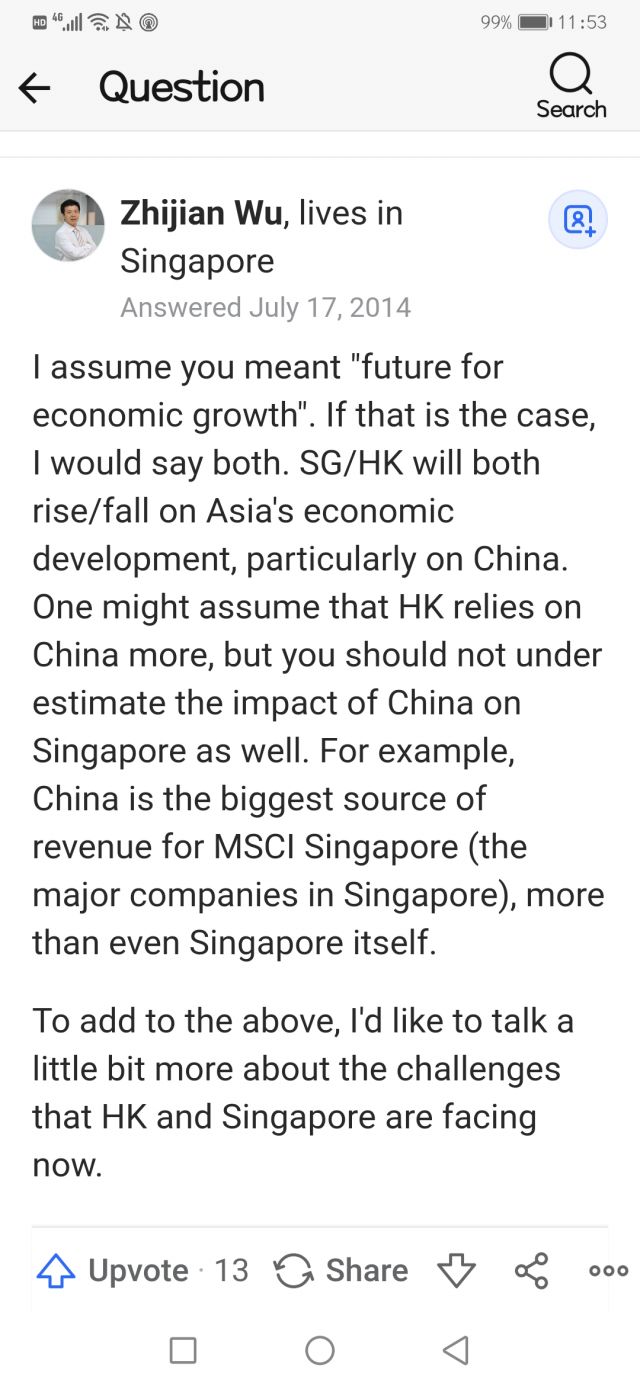 HD 4G 99% 11:53
Question
Search
Zhijian Wu, lives in
Singapore
Answered July 17, 2014
I assume you meant "future for
economic growth". If that is the case,
I would say both. SG/HK will both
rise/fall on Asia's economic
development, particularly on China.
One might assume that HK relies on
China more, but you should not under
estimate the impact of China on
Singapore as well. For example,
China is the biggest source of
revenue for MSCI Singapore (the
major companies in Singapore), more
than even Singapore itself.
To add to the above, I'd like to talk a
little bit more about the challenges
that HK and Singapore are facing
now.
Upvote · 13 Share